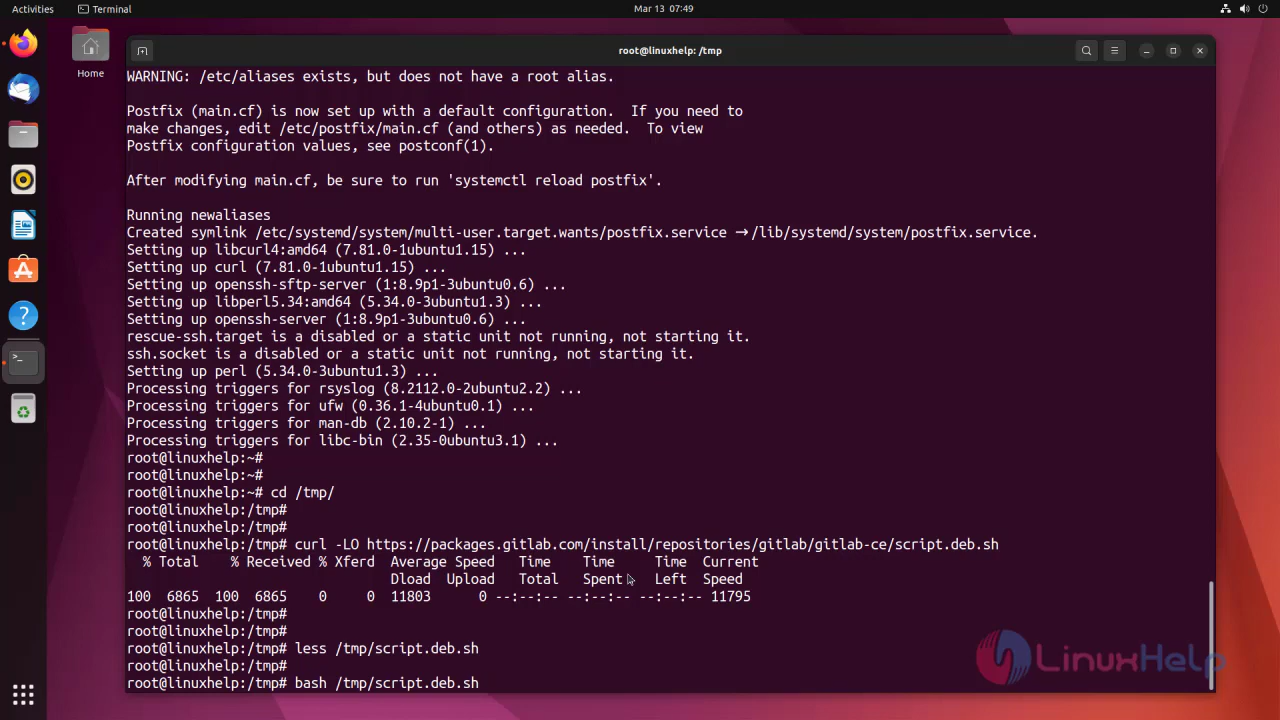 Activities
Terminal
Mar 13 07:49
Home
root@linuxhelp: /tmp
WARNING: /etc/aliases exists, but does not have a root alias.
Postfix (main.cf) is now set up with a default configuration.  If you need to
make changes, edit /etc/postfix/main.cf (and others) as needed.  To view
Postfix configuration values, see postconf(1).
After modifying main.cf, be sure to run 'systemctl reload postfix'.
Running newaliases
Created symlink /etc/systemd/system/multi-user.target.wants/postfix.service → /lib/systemd/system/postfix.service.
Setting up libcurl4:amd64 (7.81.0-1ubuntu1.15) ...
Setting up curl (7.81.0-1ubuntu1.15) ...
Setting up openssh-sftp-server (1:8.9p1-3ubuntu0.6) ...
Setting up libperl5.34:amd64 (5.34.0-3ubuntu1.3) ...
Setting up openssh-server (1:8.9p1-3ubuntu0.6) ...
rescue-ssh.target is a disabled or a static unit not running, not starting it.
ssh.socket is a disabled or a static unit not running, not starting it.
Setting up perl (5.34.0-3ubuntu1.3) ...
Processing triggers for rsyslog (8.2112.0-2ubuntu2.2) ...
Processing triggers for ufw (0.36.1-4ubuntu0.1) ...
Processing triggers for man-db (2.10.2-1) ...
Processing triggers for libc-bin (2.35-0ubuntu3.1) ...
root@linuxhelp:~#
root@linuxhelp:~#
root@linuxhelp:~# cd /tmp/
root@linuxhelp:/tmp#
root@linuxhelp:/tmp#
root@linuxhelp:/tmp# curl -LO https://packages.gitlab.com/install/repositories/gitlab/gitlab-ce/script.deb.sh
  % Total    % Received % Xferd  Average Speed   Time    Time     Time  Current
                                 Dload  Upload   Total   Spent    Left  Speed
100  6865  100  6865    0     0  11803      0 --:--:-- --:--:-- --:--:-- 11795
root@linuxhelp:/tmp#
root@linuxhelp:/tmp#
root@linuxhelp:/tmp# less /tmp/script.deb.sh
root@linuxhelp:/tmp#
root@linuxhelp:/tmp# bash /tmp/script.deb.sh
LinuxHelp